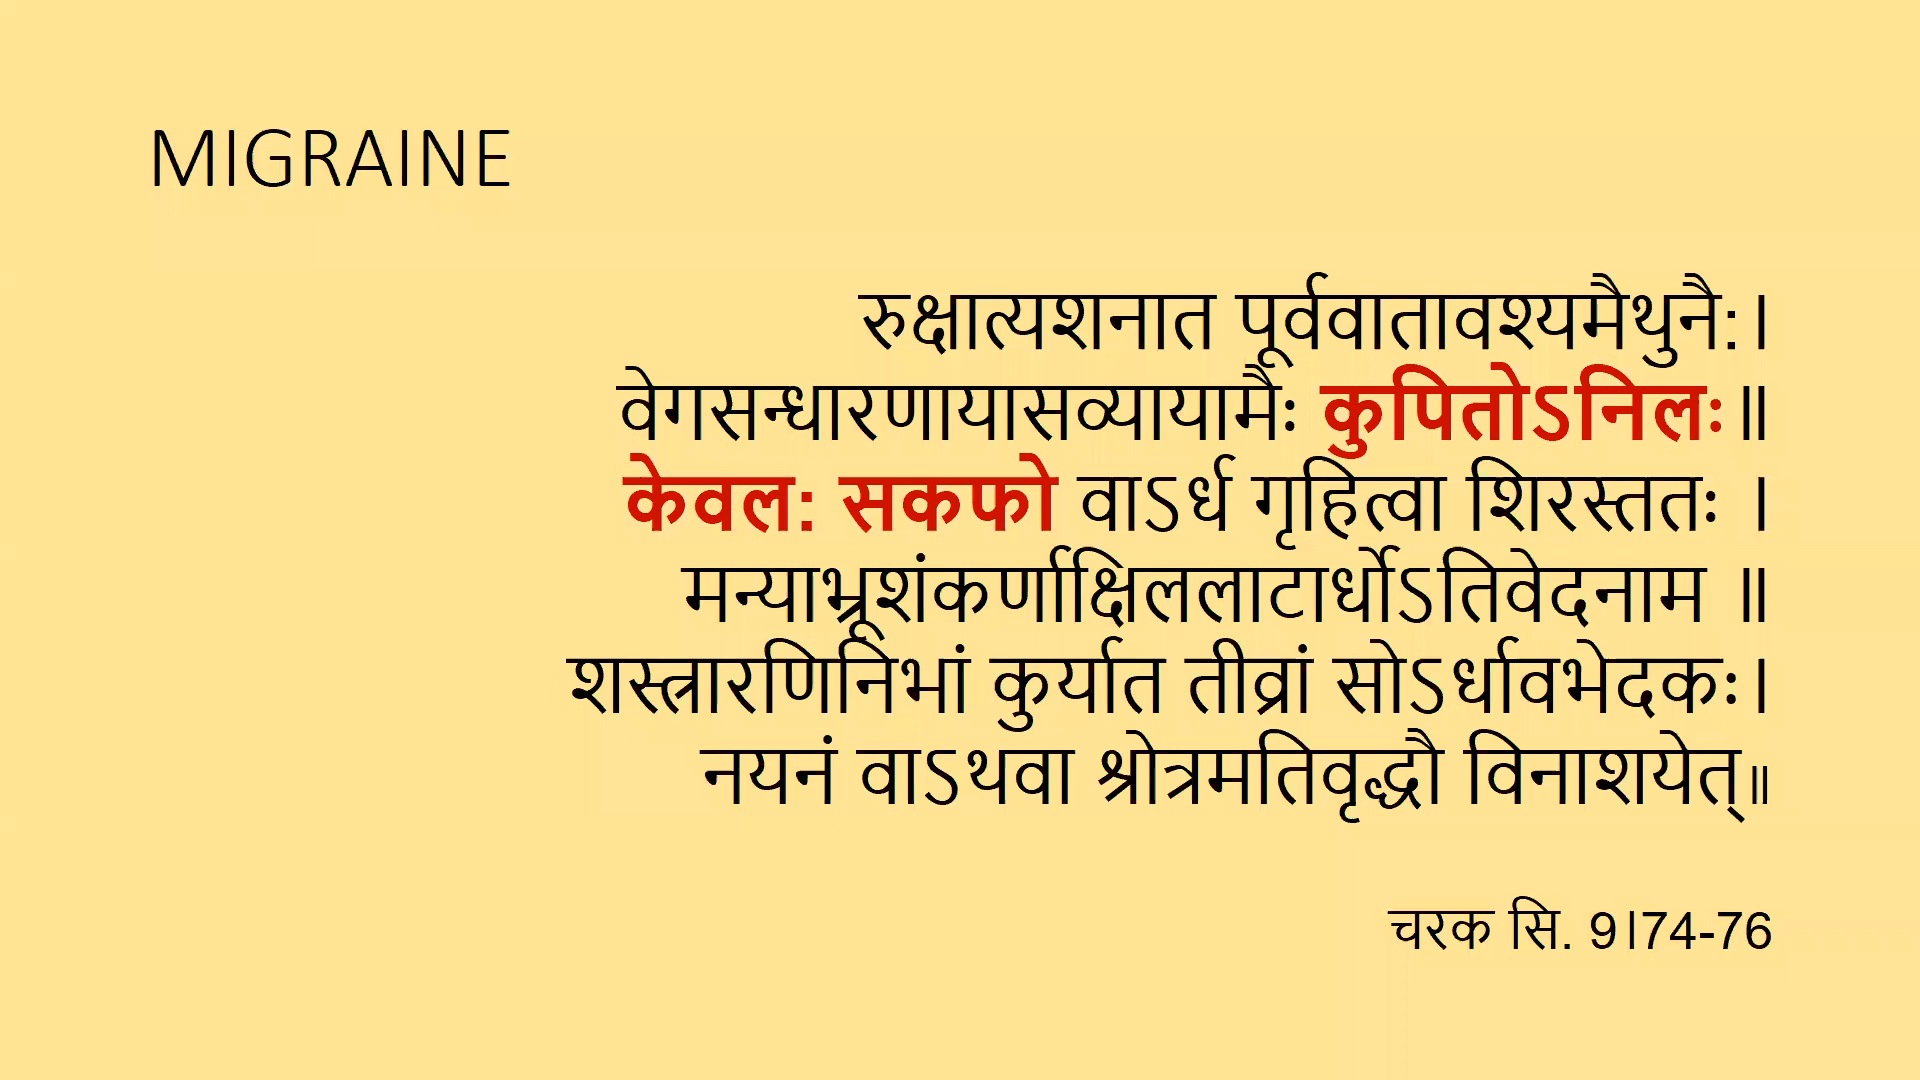 MIGRAINE
रुक्षात्यशनात पूर्ववातावश्यमैथुनै:।
वेगसन्धारणायासव्यायामैः कुपितोऽनिलः॥
केवल: सकफो वाऽर्ध गृहित्वा शिरस्ततः ।
मन्याभ्रूशंकर्णाक्षिललाटार्धोऽतिवेदनाम ॥
शस्त्रारणिनिभां कुर्यात तीव्रां सोऽर्धावभेदकः।
नयनं वाऽथवा श्रोत्रमतिवृद्धौ विनाशयेत्॥
चरक सि. 9।74-76